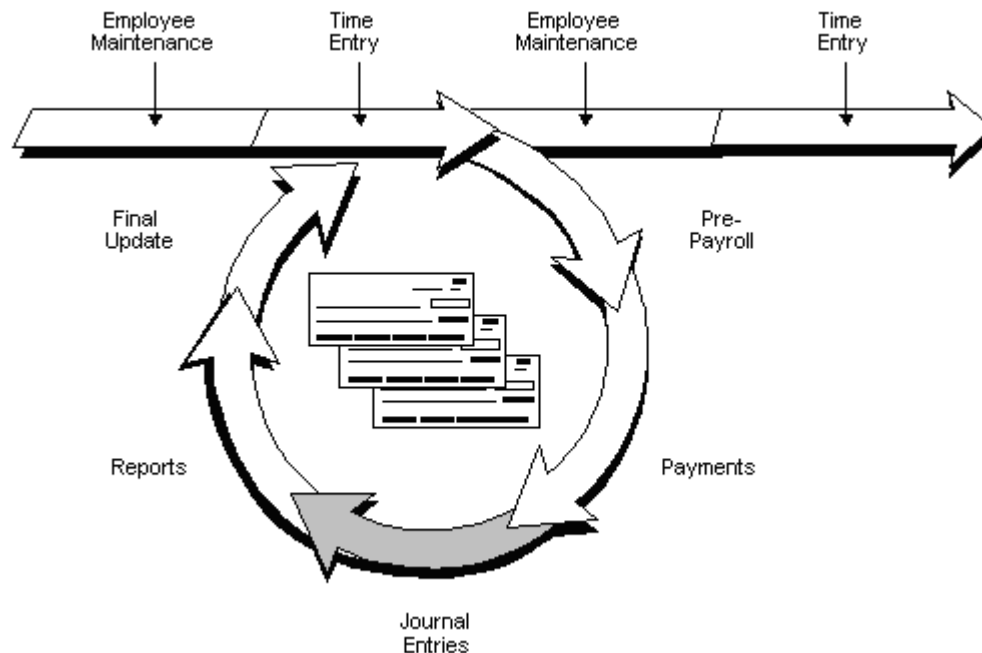 Employee
Maintenance
Time
Entry
Employee
Maintenance
Time
Entry
Final
Update
Pre-
Payroll
Reports
Payments
Journal
Entries